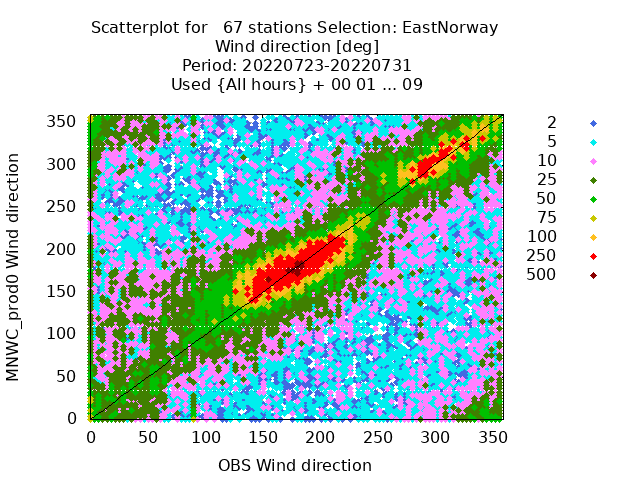 Scatterplot for   67 stations Selection: EastNorway
Wind direction [deg]
Period: 20220723-20220731
Used {All hours} + 00 01 ... 09
MNWC_prod0 Wind direction
350
300
250
200
150
100
50
0
0 50 100 150 200 250 300 350
OBS Wind direction
2
5
10
25
50
75
100
250
500